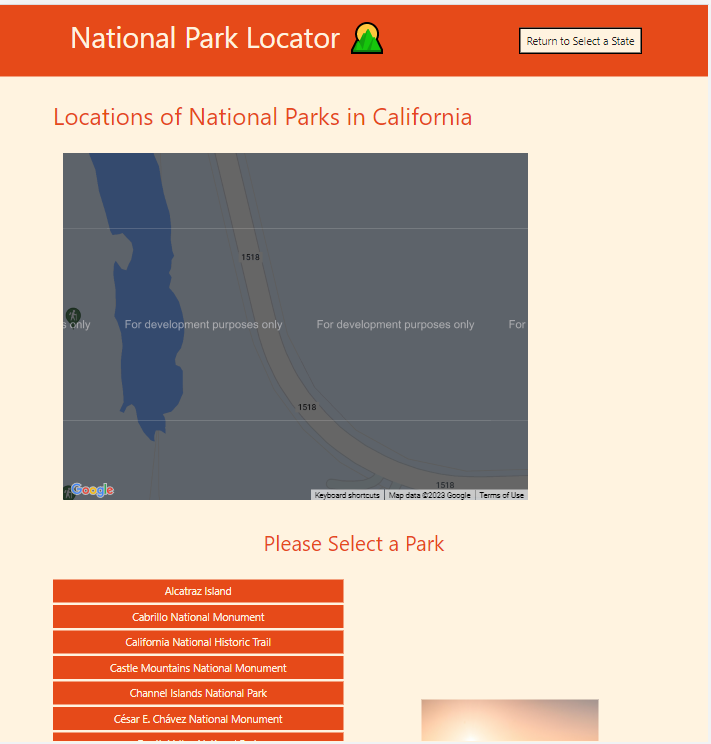 National Park Locator
Return to Select a State
Locations of National Parks in California
1518
s only
For development purposes only
For development purposes only
For
1518
1518
Google
Keyboard shortcuts
Map data ©2023 Google
Terms of Use
Please Select a Park
Alcatraz Island
Cabrillo National Monument
California National Historic Trail
Castle Mountains National Monument
Channel Islands National Park
César E. Chávez National Monument